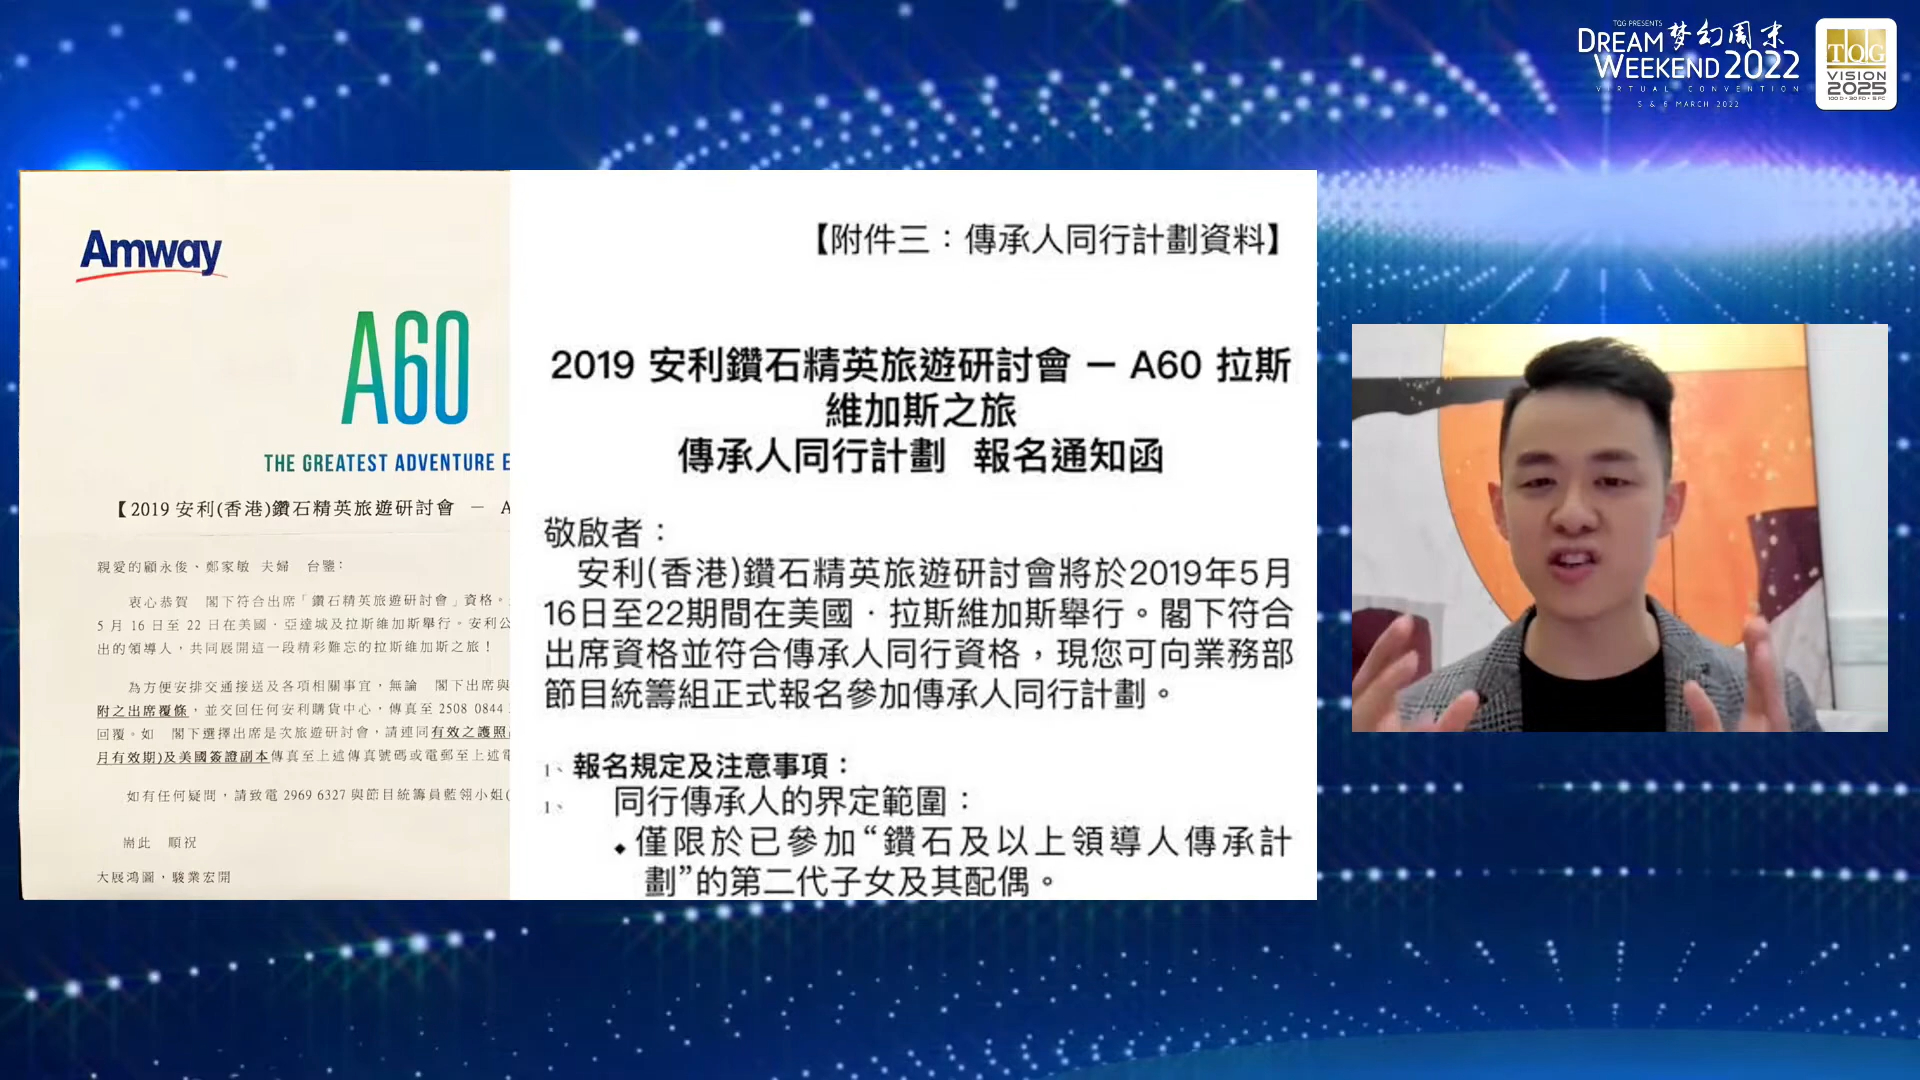 TQG PRESENTS
DREAM 梦幻周末
WEEKEND 2022
VIRTUAL CONVENTION
5 & 6 MARCH 2022
TQG
VISION
2025
Amway
A60
THE GREATEST ADVENTURE E
【2019 安利(香港)鑽石精英旅遊研討會 － A
親愛的顧永俊、鄭家敏 夫婦 台鑒:
衷心恭賀 閣下符合出席「鑽石精英旅遊研討會」資格。
5 月 16 日至 22 日在美國．亞達城及拉斯維加斯舉行。安利公
出的領導人，共同展開這一段精彩難忘的拉斯維加斯之旅！
為方便安排交通接送及各項相關事宜，無論 閣下出席與
附之出席覆條，並交回任何安利購貨中心，傳真至 2508 0844
回覆。如 閣下選擇出席是次旅遊研討會，請連同有效之護照
月有效期)及美國簽證副本傳真至上述傳真號碼或電郵至上述電
如有任何疑問，請致電 2969 6327 與節目統籌員藍翎小姐(
耑此 順祝
大展鴻圖，駿業宏開
【附件三：傳承人同行計劃資料】
2019 安利鑽石精英旅遊研討會 － A60 拉斯
維加斯之旅
傳承人同行計劃 報名通知函
敬啟者：
安利(香港)鑽石精英旅遊研討會將於2019年5月
16日至22期間在美國．拉斯維加斯舉行。閣下符合
出席資格並符合傳承人同行資格，現您可向業務部
節目統籌組正式報名參加傳承人同行計劃。
1、報名規定及注意事項：
1、 同行傳承人的界定範圍：
◆僅限於已參加“鑽石及以上領導人傳承計
劃”的第二代子女及其配偶。